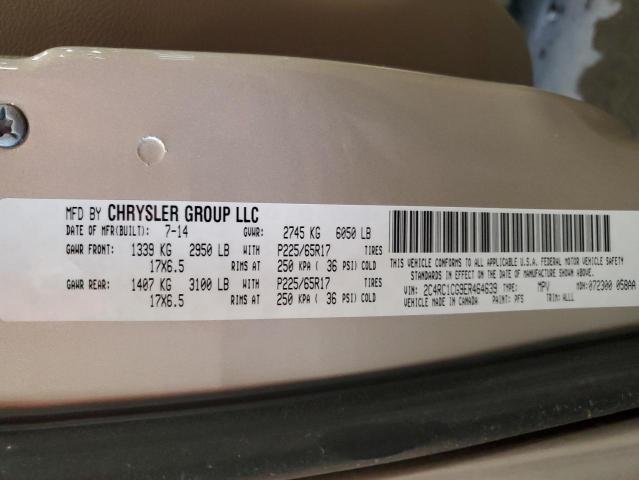 MFD BY CHRYSLER GROUP LLC
DATE OF MFR(BUILT): 7-14 GVWR: 2745 KG 6050 LB
GAWR FRONT: 1339 KG 2950 LB WITH P225/65R17 TIRES
17X6.5 RIMS AT 250 KPA ( 36 PSI) COLD
GAWR REAR: 1407 KG 3100 LB WITH P225/65R17 TIRES
17X6.5 RIMS AT 250 KPA ( 36 PSI) COLD
THIS VEHICLE CONFORMS TO ALL APPLICABLE U.S.A. FEDERAL MOTOR VEHICLE SAFETY
STANDARDS IN EFFECT ON THE DATE OF MANUFACTURE SHOWN ABOVE.
VIN: 2C4RC1CG9ER464639 TYPE: MPV MDH: 072300 058AA
VEHICLE MADE IN CANADA PAINT: PFS TRIM: ALLL